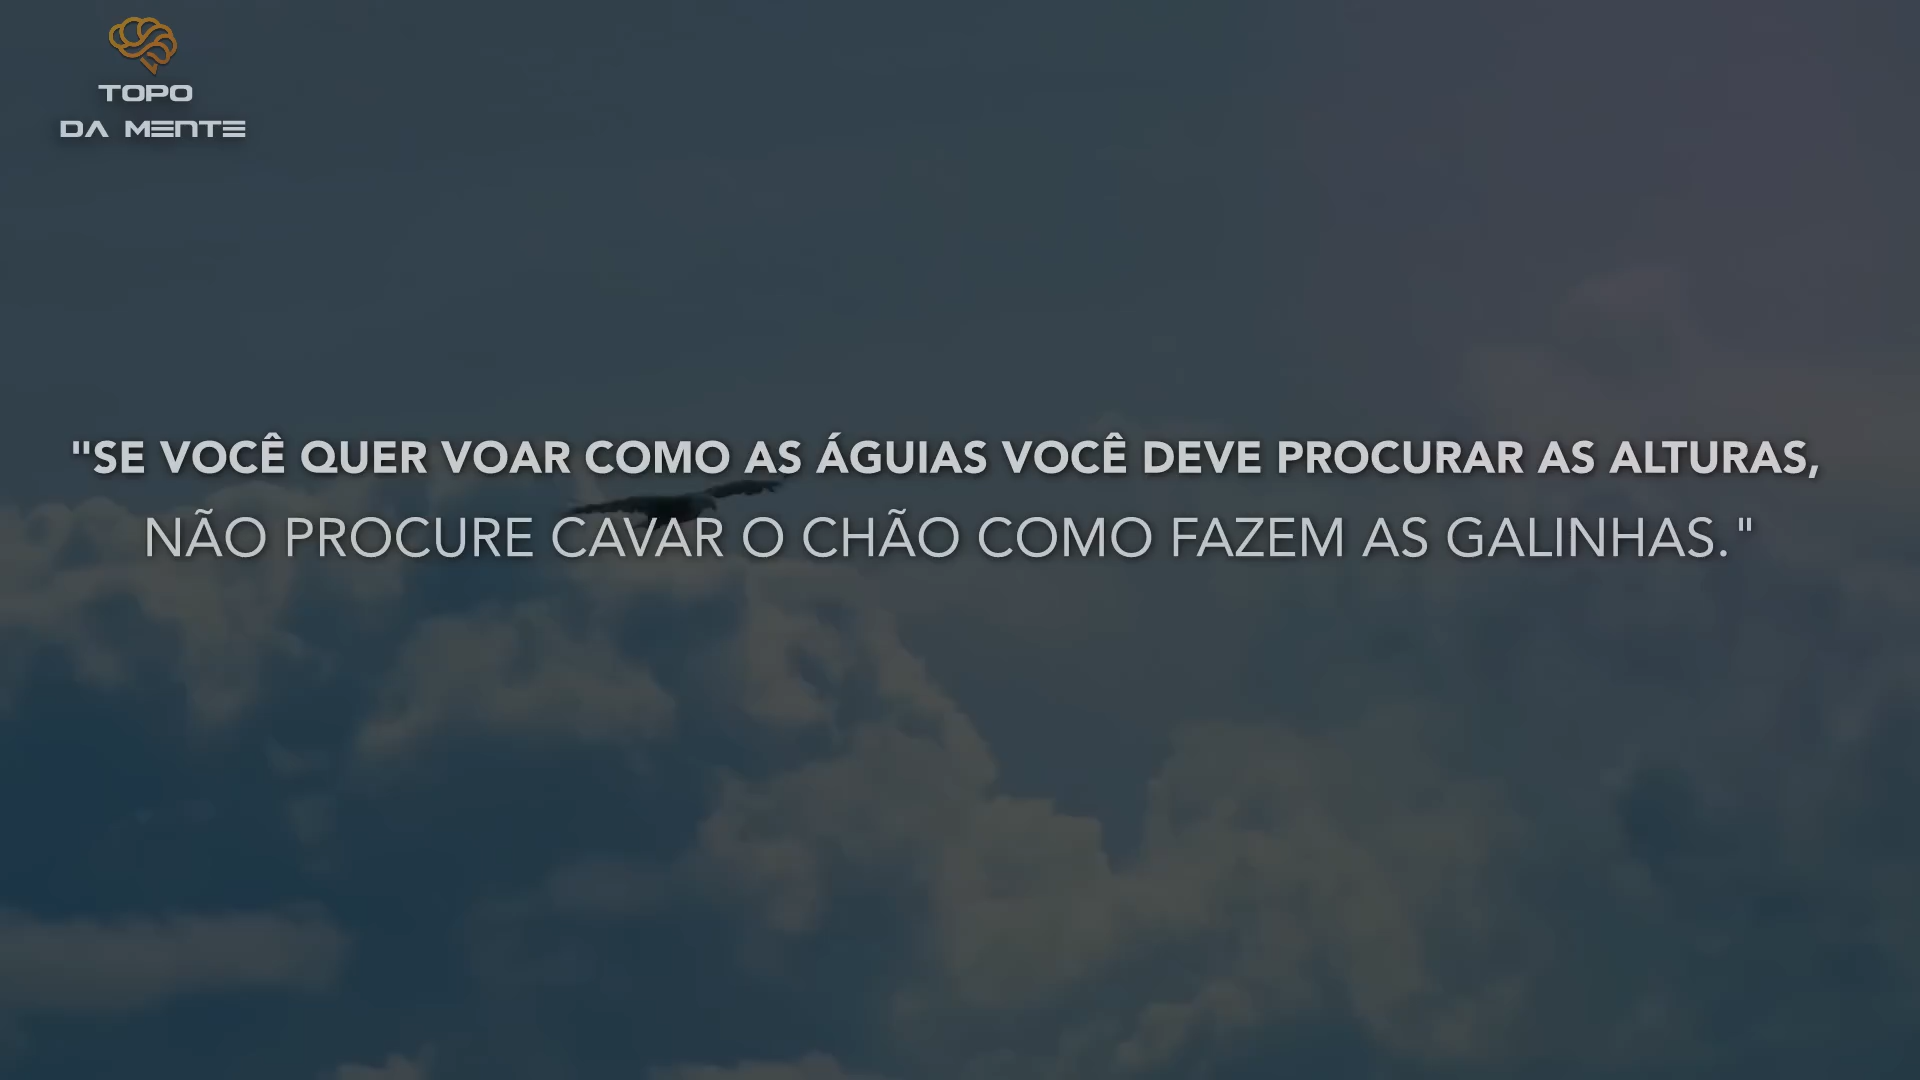 TOPO
DA MENTE
"SE VOCÊ QUER VOAR COMO AS ÁGUIAS VOCÊ DEVE PROCURAR AS ALTURAS,
NÃO PROCURE CAVAR O CHÃO COMO FAZEM AS GALINHAS."